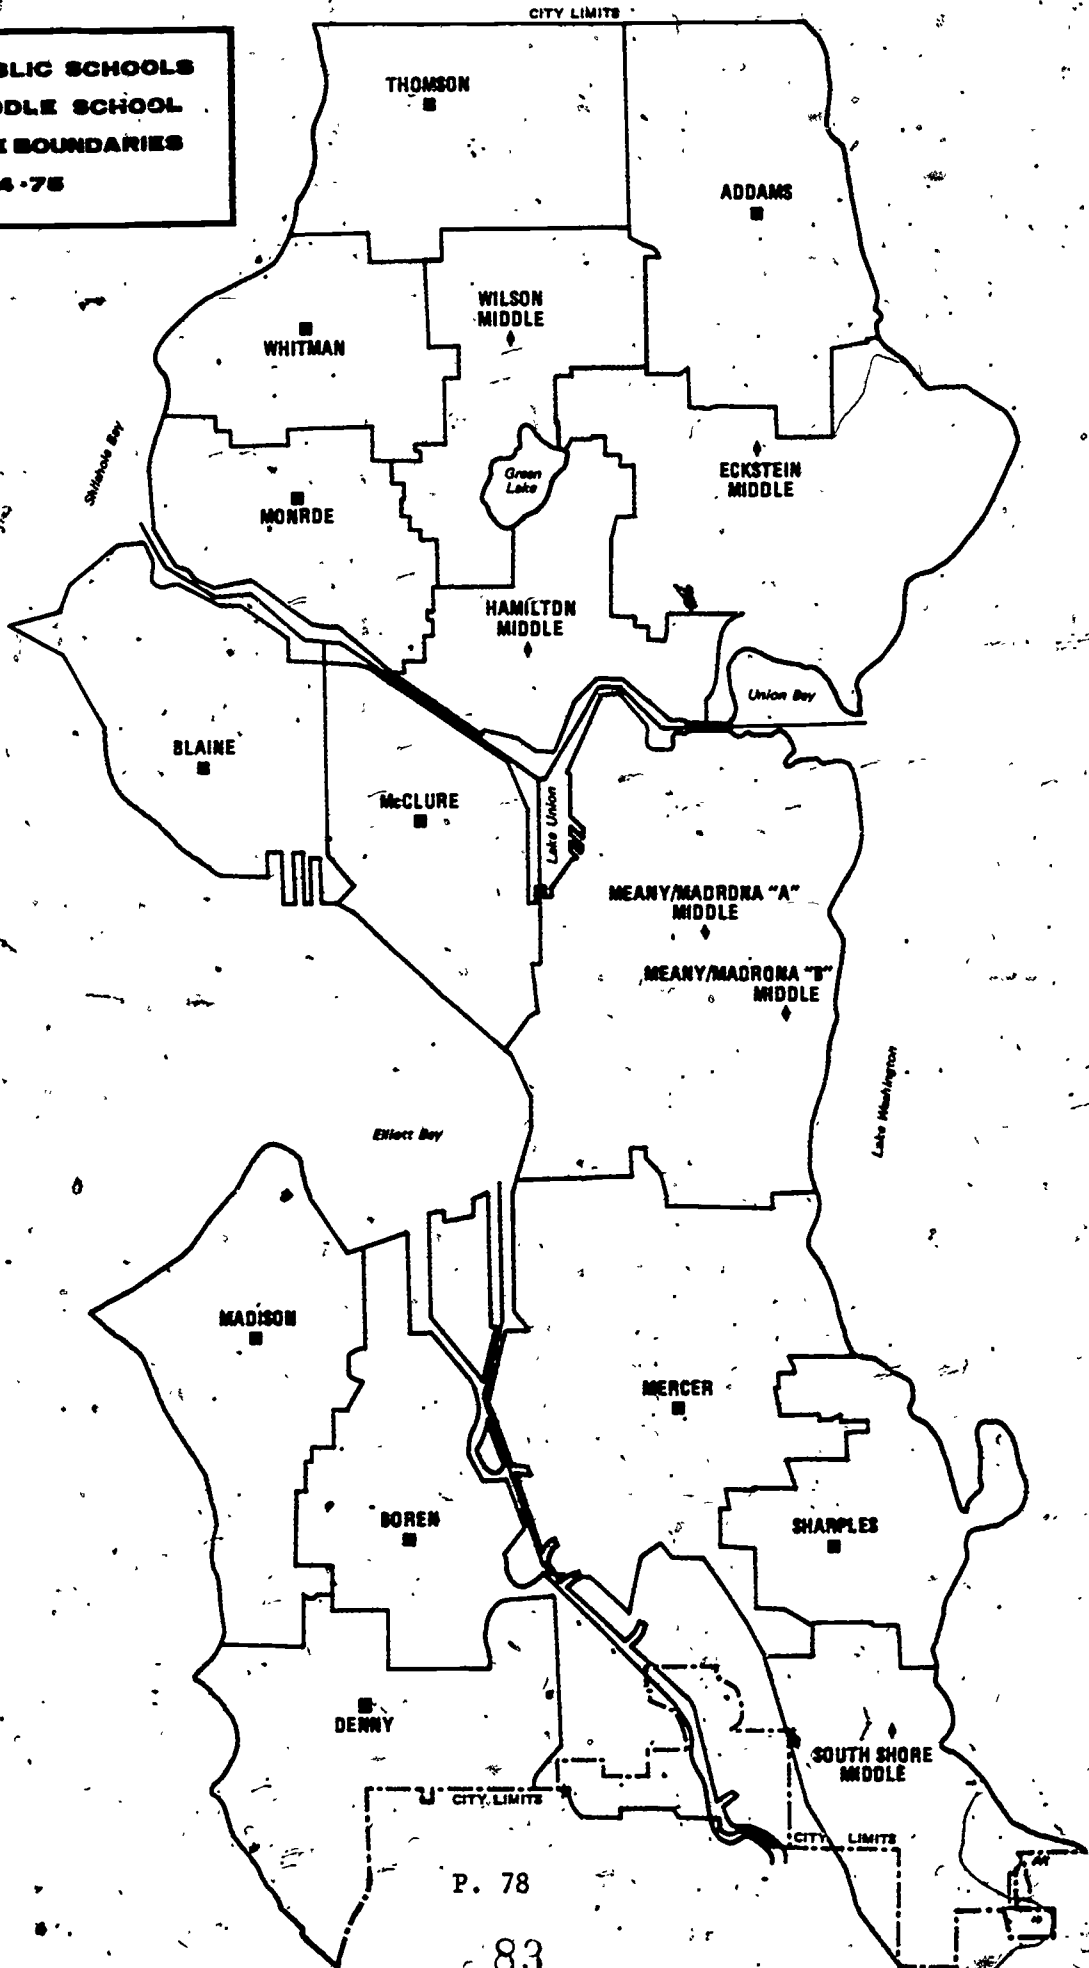 CITY LIMITS
BLIC SCHOOLS
DDLE SCHOOL
BOUNDARIES
4-75
THOMSON
ADDAMS
WILSON
MIDDLE
WHITMAN
Shilshole Bay
Green
Lake
ECKSTEIN
MIDDLE
MONROE
HAMILTON
MIDDLE
Union Bay
BLAINE
McCLURE
Lake Union
MEANY/MADRONA "A"
MIDDLE
MEANY/MADRONA "B"
MIDDLE
Lake Washington
Elliott Bay
MADISON
MERCER
BOREN
SHARPLES
DENNY
SOUTH SHORE
MIDDLE
CITY LIMITS
CITY LIMITS
P. 78
83